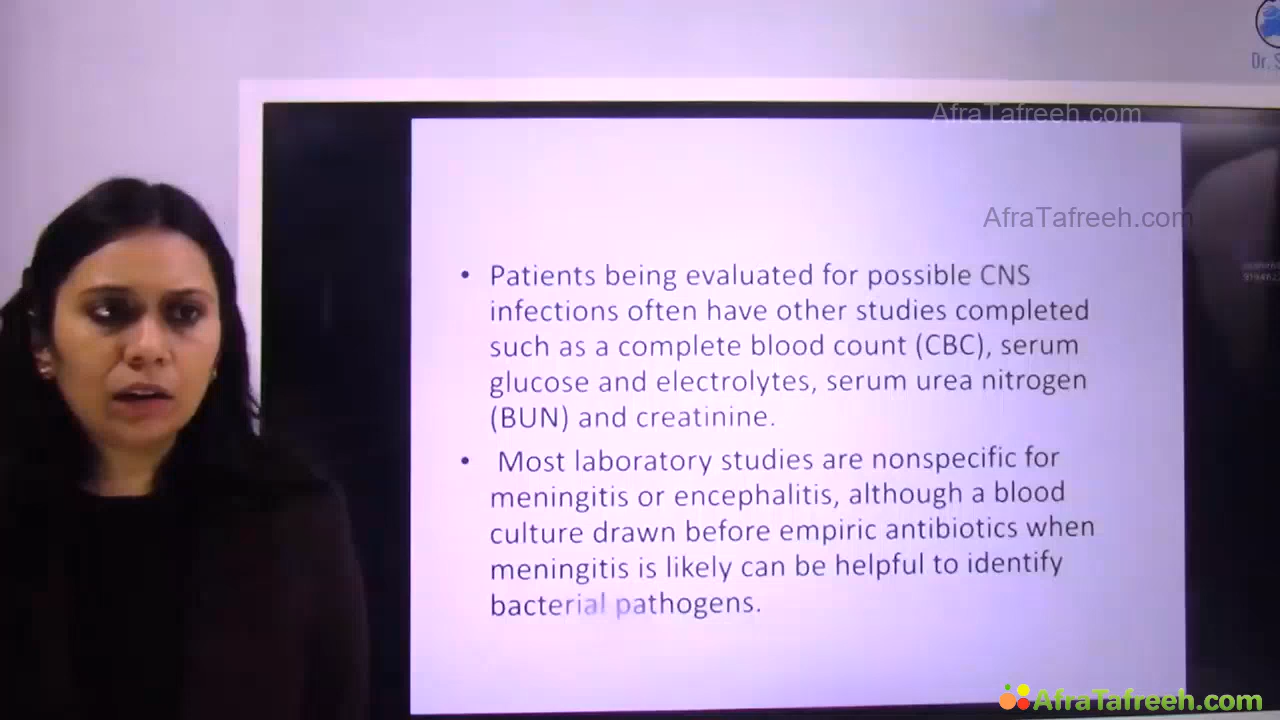 Dr. S
AfraTafreeh.com
AfraTafreeh.com
• Patients being evaluated for possible CNS
infections often have other studies completed
such as a complete blood count (CBC), serum
glucose and electrolytes, serum urea nitrogen
(BUN) and creatinine.
• Most laboratory studies are nonspecific for
meningitis or encephalitis, although a blood
culture drawn before empiric antibiotics when
meningitis is likely can be helpful to identify
bacterial pathogens.
AfraTafreeh.com